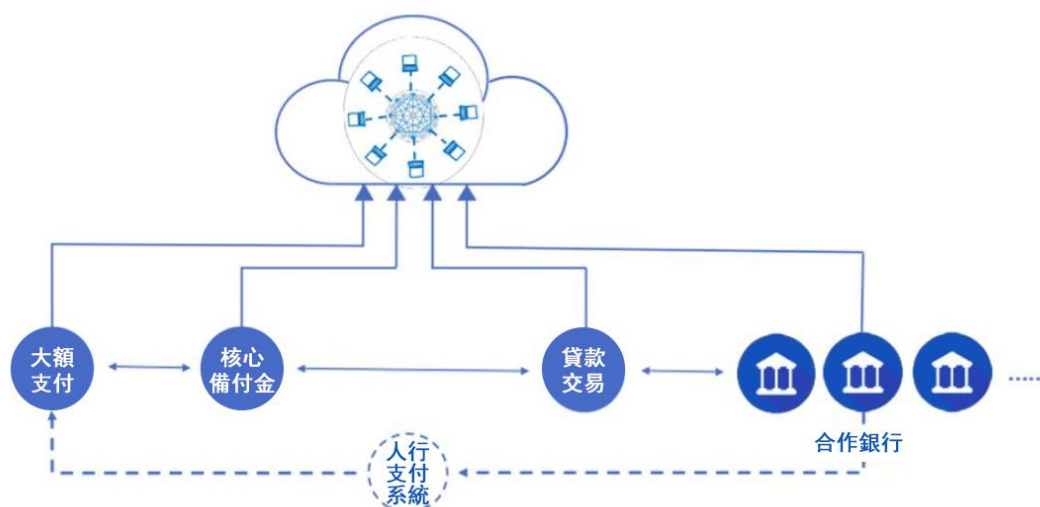 大額
支付
核心
備付金
貸款
交易
合作銀行
人行
支付
系統